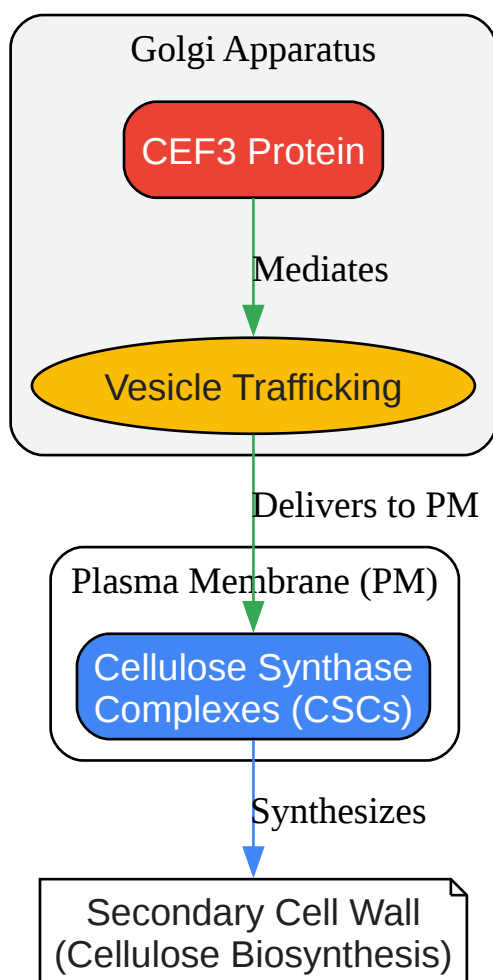 Golgi Apparatus
CEF3 Protein
Mediates
Vesicle Trafficking
Delivers to PM
Plasma Membrane (PM)
Cellulose Synthase
Complexes (CSCs)
Synthesizes
Secondary Cell Wall
(Cellulose Biosynthesis)